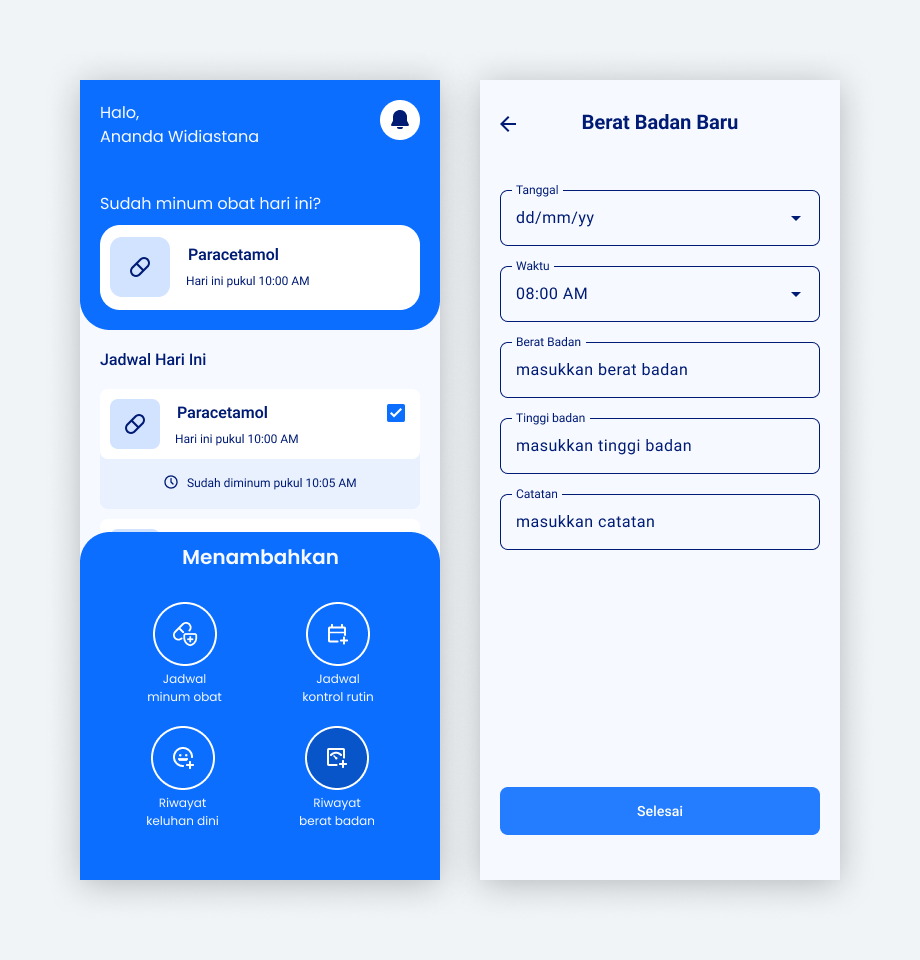 Halo,
Ananda Widiastana
Sudah minum obat hari ini?
Paracetamol
Hari ini pukul 10:00 AM
Jadwal Hari Ini
Paracetamol
Hari ini pukul 10:00 AM
Sudah diminum pukul 10:05 AM
Menambahkan
Jadwal
minum obat
Jadwal
kontrol rutin
Riwayat
keluhan dini
Riwayat
berat badan
Berat Badan Baru
Tanggal
dd/mm/yy
Waktu
08:00 AM
Berat Badan
masukkan berat badan
Tinggi badan
masukkan tinggi badan
Catatan
masukkan catatan
Selesai